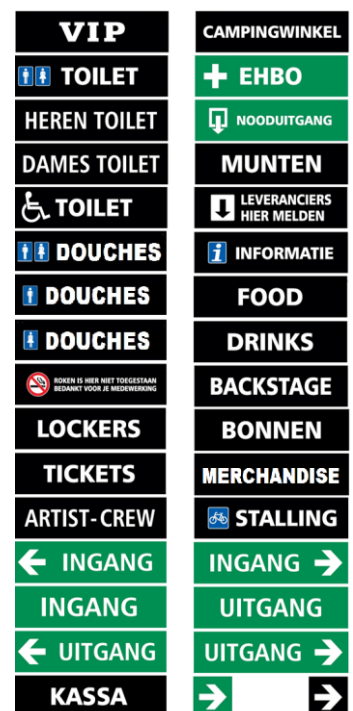 VIP
TOILET
HEREN TOILET
DAMES TOILET
TOILET
DOUCHES
DOUCHES
DOUCHES
ROKEN IS HIER NIET TOEGESTAAN
BEDANKT VOOR JE MEDEWERKING
LOCKERS
TICKETS
ARTIST-CREW
INGANG
INGANG
UITGANG
KASSA
CAMPINGWINKEL
EHBO
NOODUITGANG
MUNTEN
LEVERANCIERS
HIER MELDEN
i INFORMATIE
FOOD
DRINKS
BACKSTAGE
BONNEN
MERCHANDISE
STALLING
INGANG
UITGANG
UITGANG